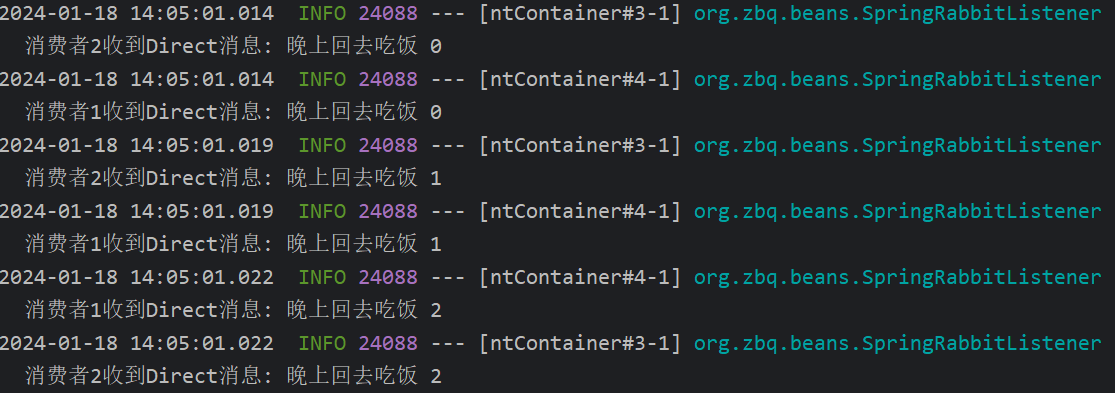 2024-01-18 14:05:01.014  INFO 24088 --- [ntContainer#3-1] org.zbq.beans.SpringRabbitListener
消费者2收到Direct消息: 晚上回去吃饭 0
2024-01-18 14:05:01.014  INFO 24088 --- [ntContainer#4-1] org.zbq.beans.SpringRabbitListener
消费者1收到Direct消息: 晚上回去吃饭 0
2024-01-18 14:05:01.019  INFO 24088 --- [ntContainer#3-1] org.zbq.beans.SpringRabbitListener
消费者2收到Direct消息: 晚上回去吃饭 1
2024-01-18 14:05:01.019  INFO 24088 --- [ntContainer#4-1] org.zbq.beans.SpringRabbitListener
消费者1收到Direct消息: 晚上回去吃饭 1
2024-01-18 14:05:01.022  INFO 24088 --- [ntContainer#4-1] org.zbq.beans.SpringRabbitListener
消费者1收到Direct消息: 晚上回去吃饭 2
2024-01-18 14:05:01.022  INFO 24088 --- [ntContainer#3-1] org.zbq.beans.SpringRabbitListener
消费者2收到Direct消息: 晚上回去吃饭 2